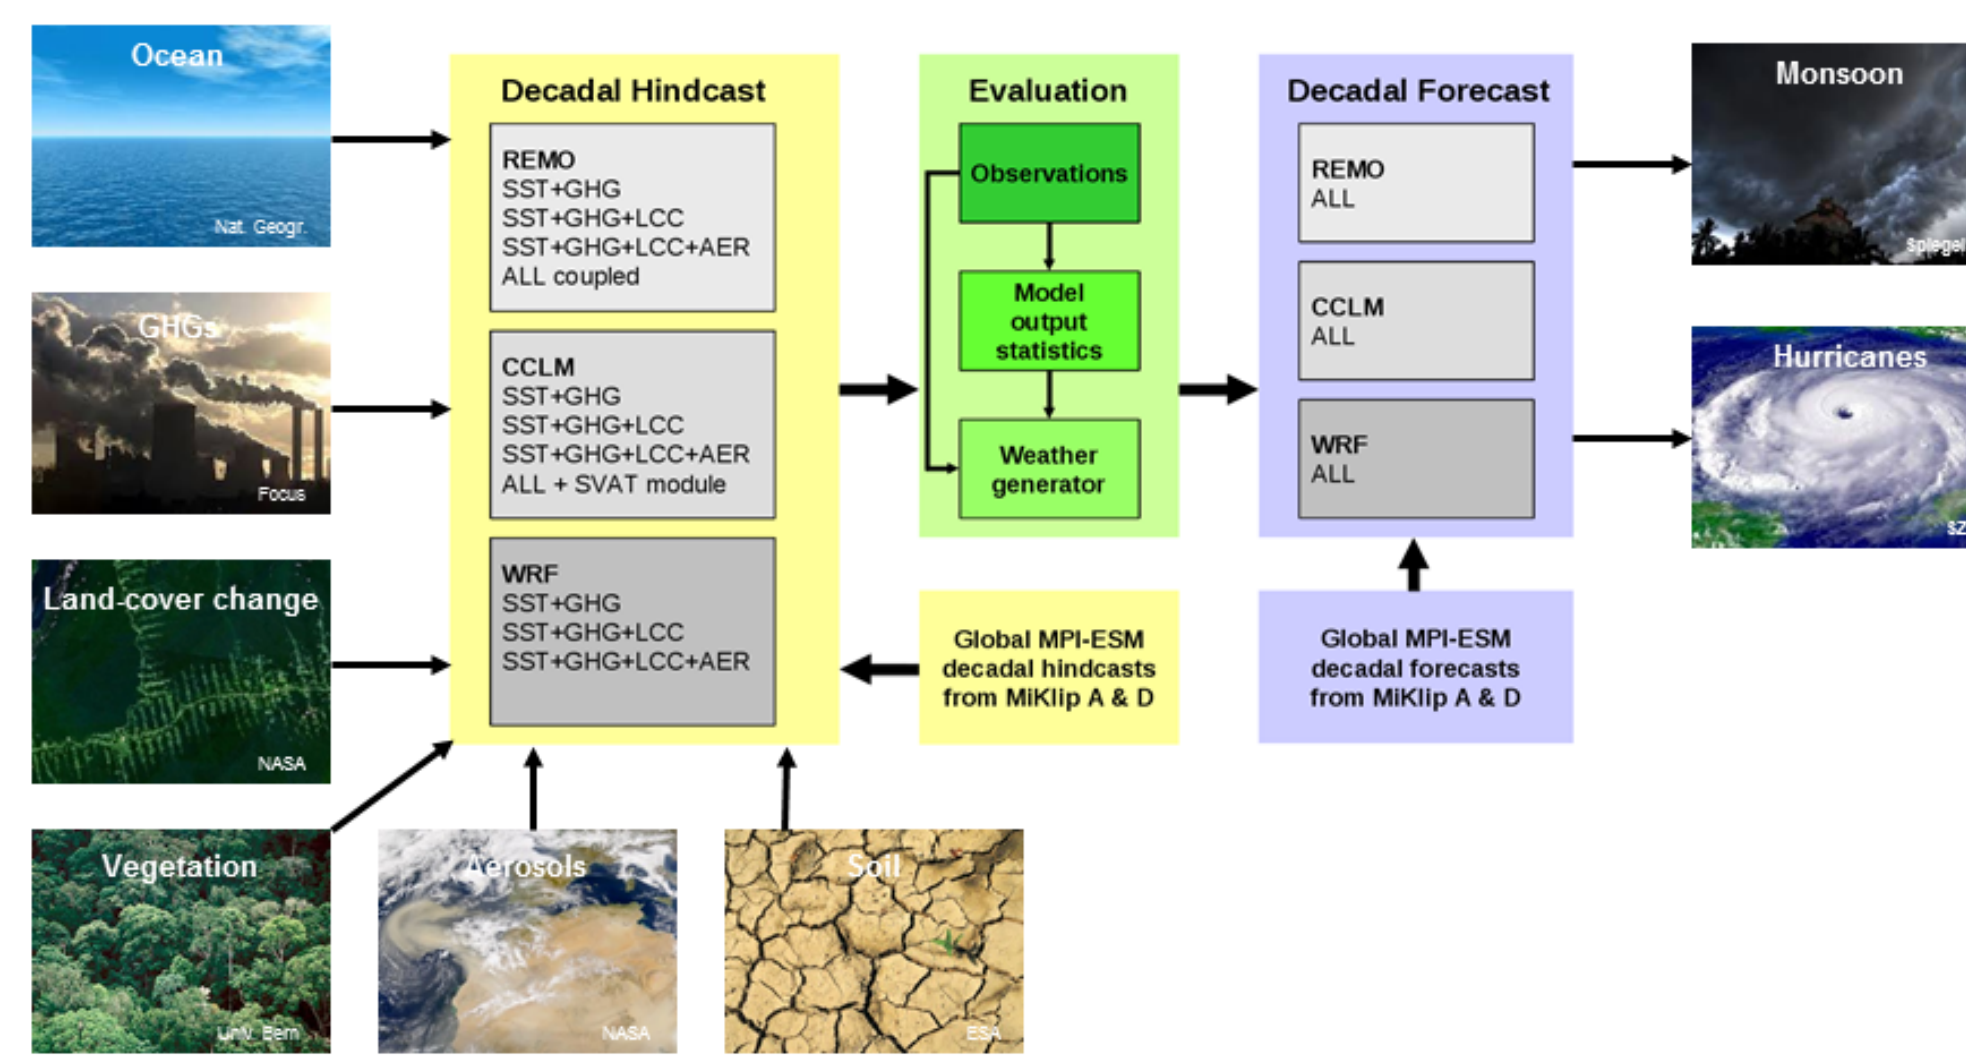 Ocean
Nat. Geogr.
GHGs
Focus
Land-cover change
NASA
Vegetation
Univ. Bern
Aerosols
NASA
Soil
ESA
Decadal Hindcast
REMO
SST+GHG
SST+GHG+LCC
SST+GHG+LCC+AER
ALL coupled
CCLM
SST+GHG
SST+GHG+LCC
SST+GHG+LCC+AER
ALL + SVAT module
WRF
SST+GHG
SST+GHG+LCC
SST+GHG+LCC+AER
Evaluation
Observations
Model
output
statistics
Weather
generator
Global MPI-ESM
decadal hindcasts
from MiKlip A & D
Decadal Forecast
REMO
ALL
CCLM
ALL
WRF
ALL
Global MPI-ESM
decadal forecasts
from MiKlip A & D
Monsoon
Spiegel
Hurricanes
SZ